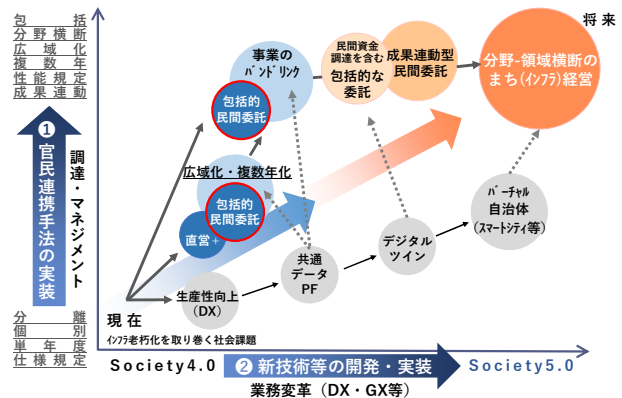 包括
分野横断
広域化
複数年
性能規定
成果連動
❶官民連携手法の実装
調達・マネジメント
分離
個別
単年度
仕様規定
将来
事業の
バンドリンク
包括的
民間委託
民間資金
調達を含む
包括的な
委託
成果連動型
民間委託
分野-領域横断の
まち(インフラ)経営
広域化・複数年化
包括的
民間委託
直営+
生産性向上
(DX)
共通
データ
PF
デジタル
ツイン
バーチャル
自治体
(スマートシティ等)
現在
インフラ老朽化を取り巻く社会課題
Society4.0
❷新技術等の開発・実装
Society5.0
業務変革(DX・GX等)